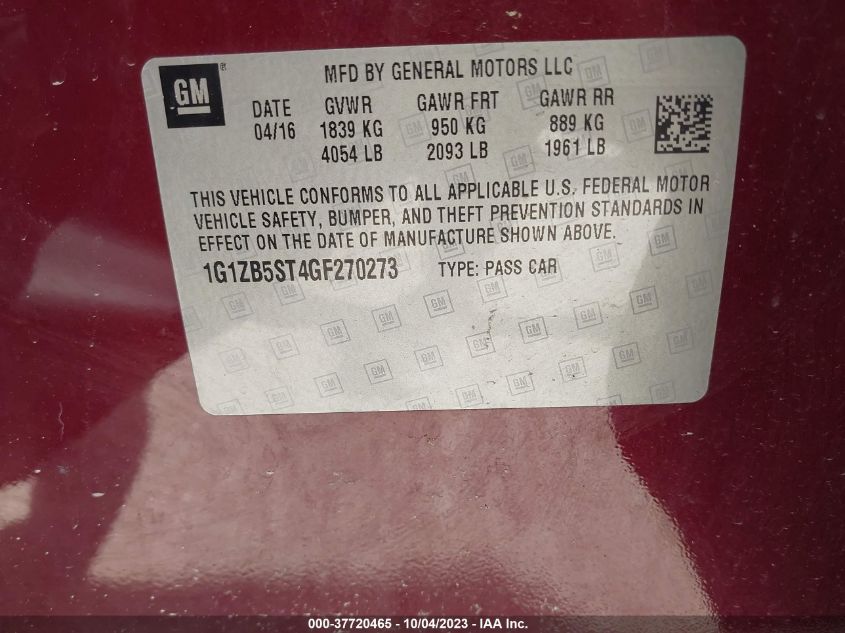 GM®
MFD BY GENERAL MOTORS LLC
DATE GVWR GAWR FRT GAWR RR
04/16 1839 KG 950 KG 889 KG
4054 LB 2093 LB 1961 LB
THIS VEHICLE CONFORMS TO ALL APPLICABLE U.S. FEDERAL MOTOR
VEHICLE SAFETY, BUMPER, AND THEFT PREVENTION STANDARDS IN
EFFECT ON THE DATE OF MANUFACTURE SHOWN ABOVE.
1G1ZB5ST4GF270273 TYPE: PASS CAR
000-37720465 - 10/04/2023 - IAA Inc.